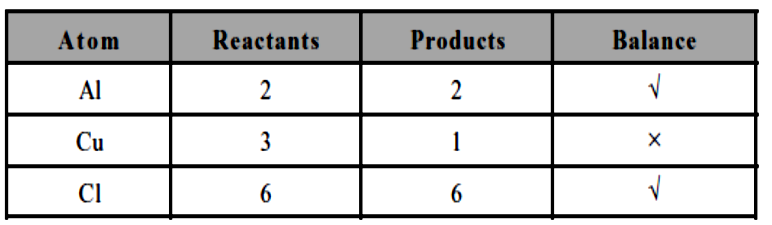 Atom Reactants Products Balance
Al 2 2 √
Cu 3 1 ×
Cl 6 6 √